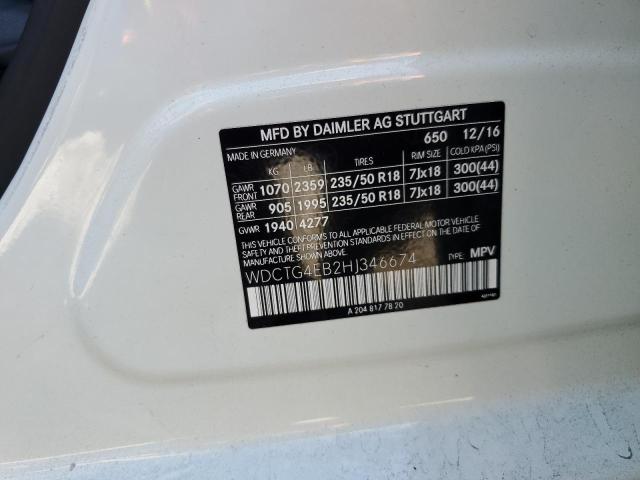 MFD BY DAIMLER AG STUTTGART
650 12/16
MADE IN GERMANY
KG LB TIRES RIM SIZE COLD KPA(PSI)
GAWR FRONT 1070 2359 235/50 R18 7Jx18 300(44)
GAWR REAR 905 1995 235/50 R18 7Jx18 300(44)
GVWR 1940 4277
THIS VEHICLE CONFORMS TO ALL APPLICABLE FEDERAL MOTOR VEHICLE
SAFETY, BUMPER, AND THEFT PREVENTION STANDARDS IN EFFECT ON THE DATE OF
MANUFACTURE SHOWN ABOVE.
WDCTG4EB2HJ346674 TYPE: MPV
A 204 817 78 20